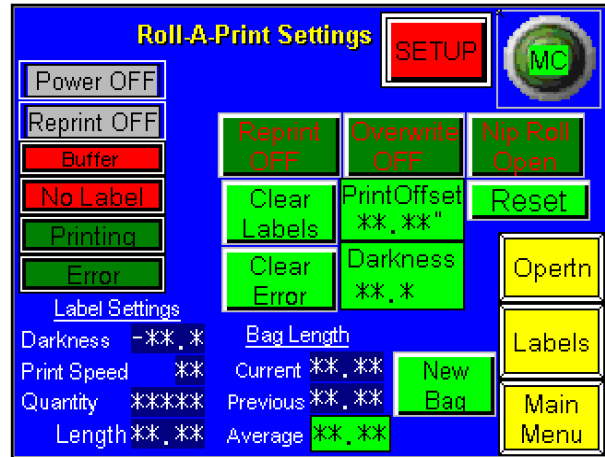 Roll-A-Print Settings
SETUP
MC
Power OFF
Reprint OFF
Buffer
No Label
Printing
Error
Reprint
OFF
Overwrite
OFF
Nip Roll
Open
Clear
Labels
PrintOffset
**.**"
Reset
Clear
Error
Darkness
**.*
Opertn
Labels
Main
Menu
Label Settings
Darkness -**.*
Print Speed **
Quantity *****
Length **.**
Bag Length
Current **.**
Previous **.**
Average **.**
New
Bag